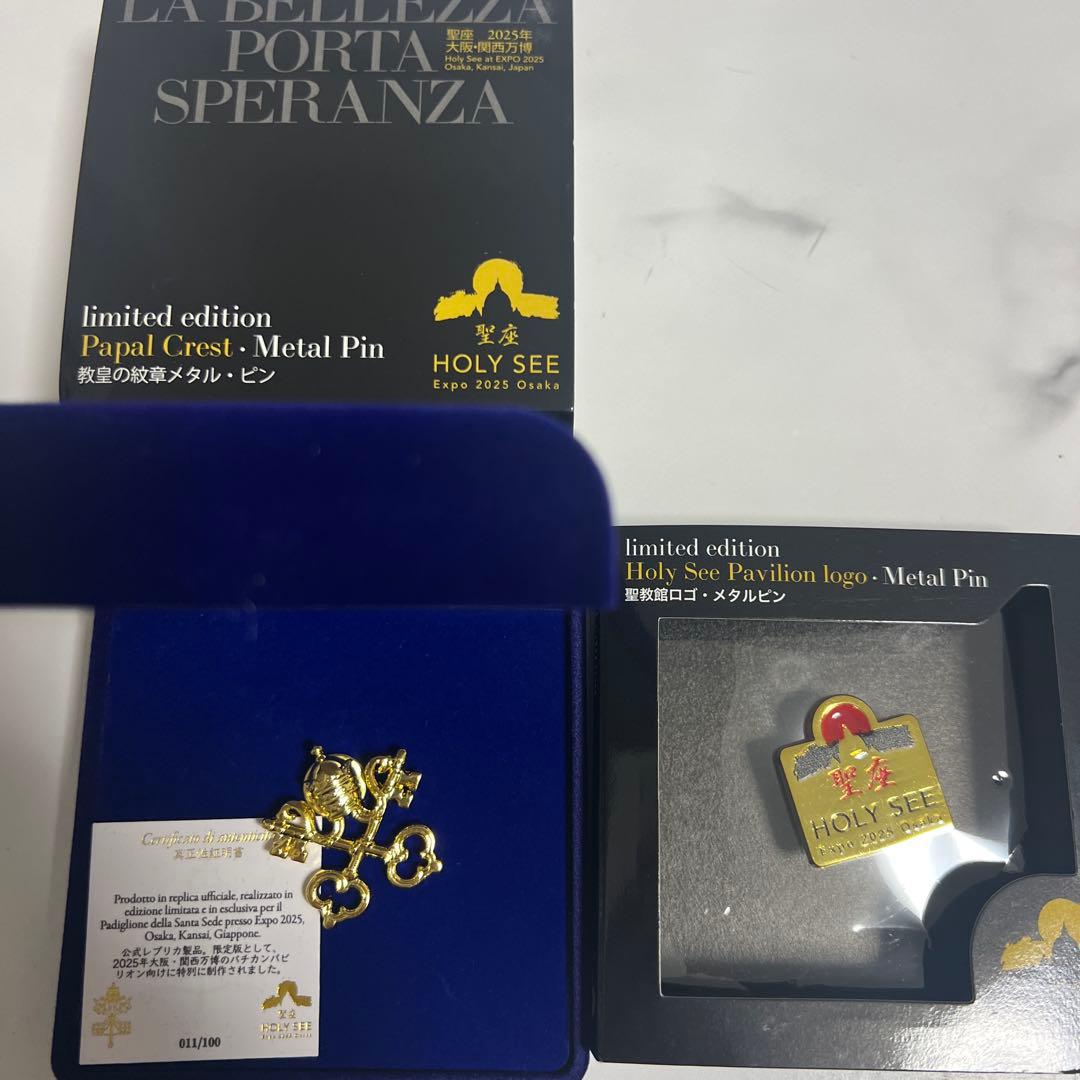 LA BELLEZZA
PORTA
SPERANZA
聖座 2025年
大阪・関西万博
Holy See at EXPO 2025
Osaka, Kansai, Japan
limited edition
Papal Crest · Metal Pin
教皇の紋章メタル・ピン
聖座
HOLY SEE
Expo 2025 Osaka
limited edition
Holy See Pavilion logo · Metal Pin
聖教館ロゴ・メタルピン
聖座
HOLY SEE
Expo 2025 Osaka
Certificato di
真正性証明書
Prodotto in replica ufficiale, realizzato in
edizione limitata e in esclusiva per il
Padiglione della Santa Sede presso Expo 2025,
Osaka, Kansai, Giappone.
公式レプリカ製品。限定版として、
2025年大阪・関西万博のバチカンパビ
リオン向けに特別に制作されました。
011/100
聖座
HOLY SEE
Expo 2025 Osaka